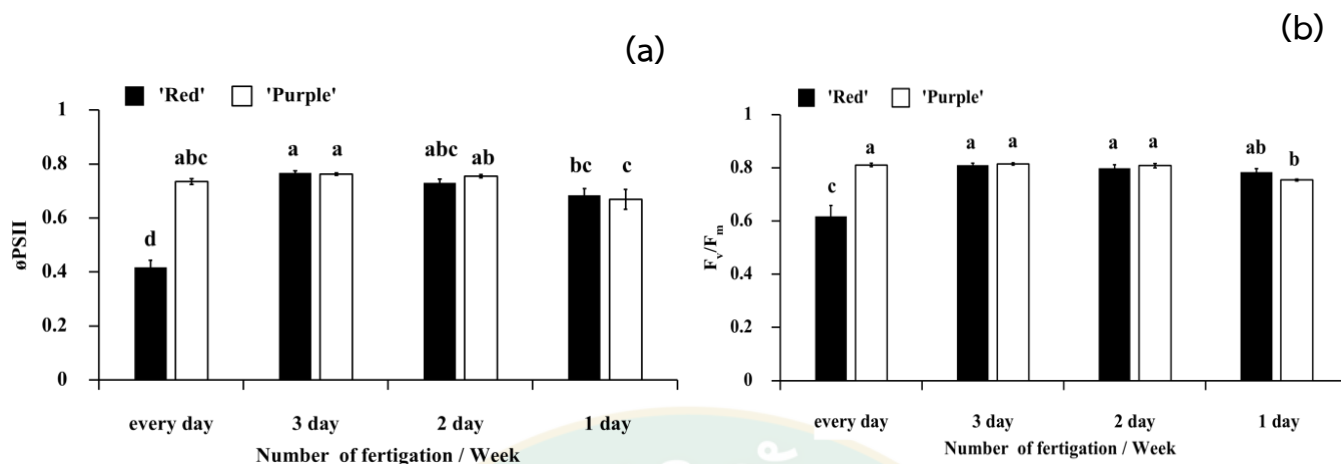 (a)
'Red' 'Purple'
1
0.8
0.6
0.4
0.2
0
øPSII
d abc a a abc ab bc c
every day 3 day 2 day 1 day
Number of fertigation / Week
(b)
'Red' 'Purple'
1
0.8
0.6
0.4
0.2
0
Fv/Fm
c a a a a a ab b
every day 3 day 2 day 1 day
Number of fertigation / Week